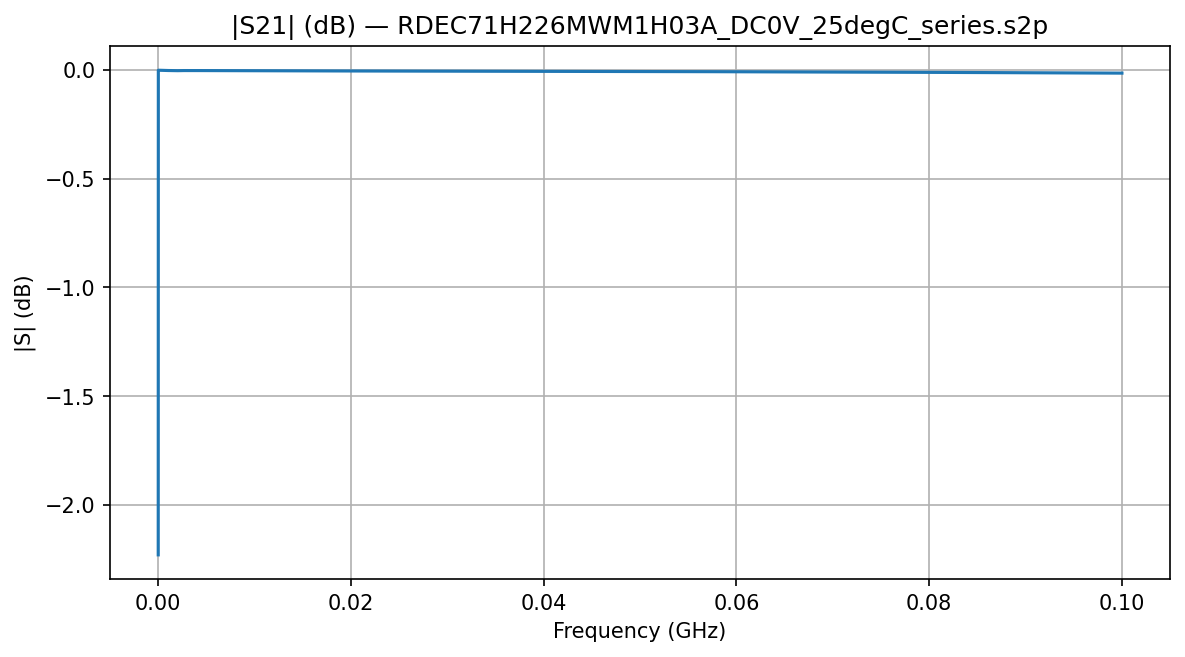 |S21| (dB) — RDEC71H226MWM1H03A_DC0V_25degC_series.s2p
0.0
−0.5
−1.0
−1.5
−2.0
|S| (dB)
0.00 0.02 0.04 0.06 0.08 0.10
Frequency (GHz)